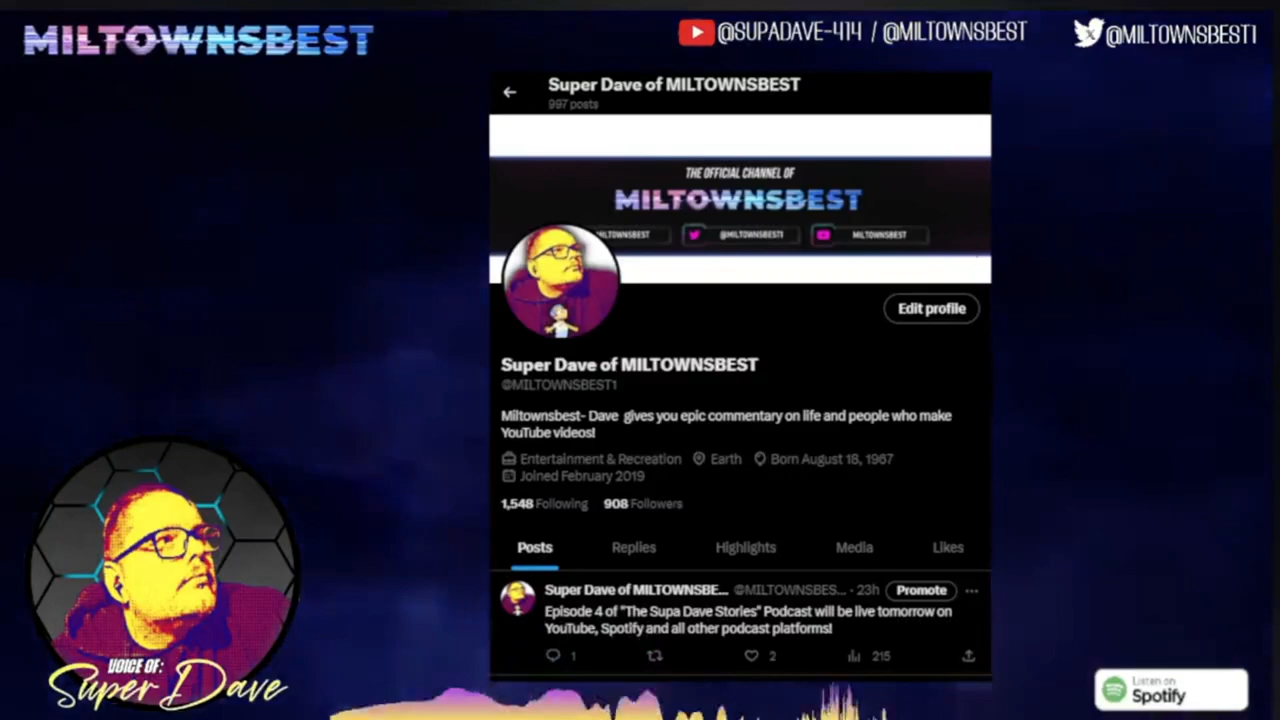 MILTOWNSBEST
@SUPADAVE-414 / @MILTOWNSBEST
@MILTOWNSBEST1
Super Dave of MILTOWNSBEST
997 posts
THE OFFICIAL CHANNEL OF
MILTOWNSBEST
MILTOWNSBEST
@MILTOWNSBEST1
MILTOWNSBEST
Edit profile
Super Dave of MILTOWNSBEST
@MILTOWNSBEST1
Miltownsbest- Dave gives you epic commentary on life and people who make
YouTube videos!
Entertainment & Recreation Earth Born August 18, 1967
Joined February 2019
1,548 Following 908 Followers
Posts Replies Highlights Media Likes
Super Dave of MILTOWNSBE... @MILTOWNSBES... · 23h Promote
Episode 4 of "The Supa Dave Stories" Podcast will be live tomorrow on
YouTube, Spotify and all other podcast platforms!
1 2 215
VOICE OF:
Super Dave
Listen on
Spotify